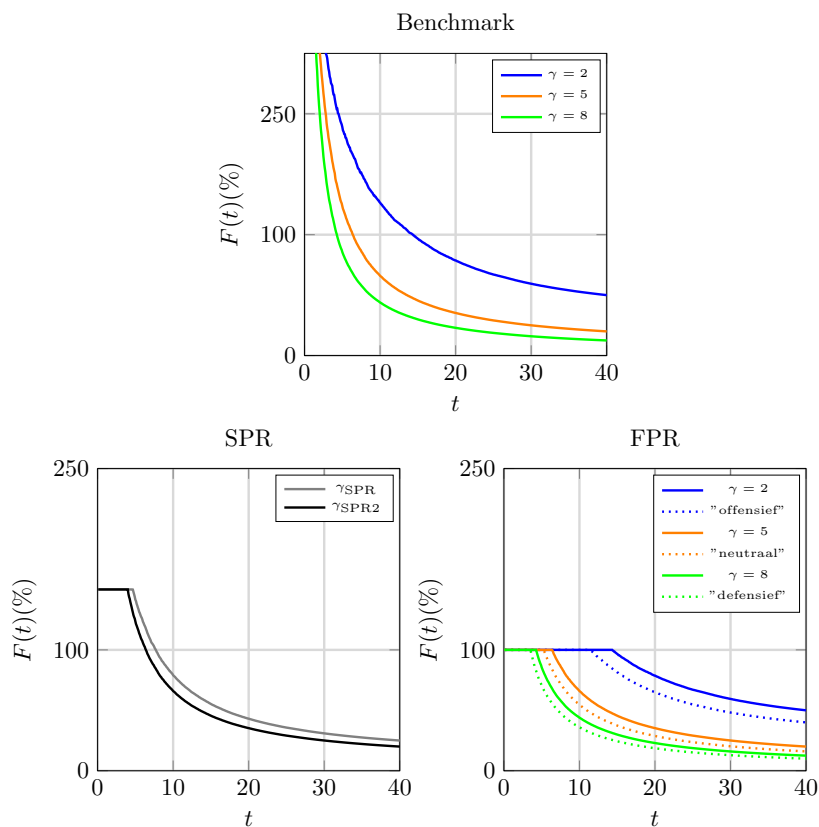 Benchmark
γ = 2
γ = 5
γ = 8
250
100
0
F(t)(%)
0 10 20 30 40
t
SPR
γSPR
γSPR2
250
100
0
F(t)(%)
0 10 20 30 40
t
FPR
γ = 2
”offensief”
γ = 5
”neutraal”
γ = 8
”defensief”
250
100
0
F(t)(%)
0 10 20 30 40
t